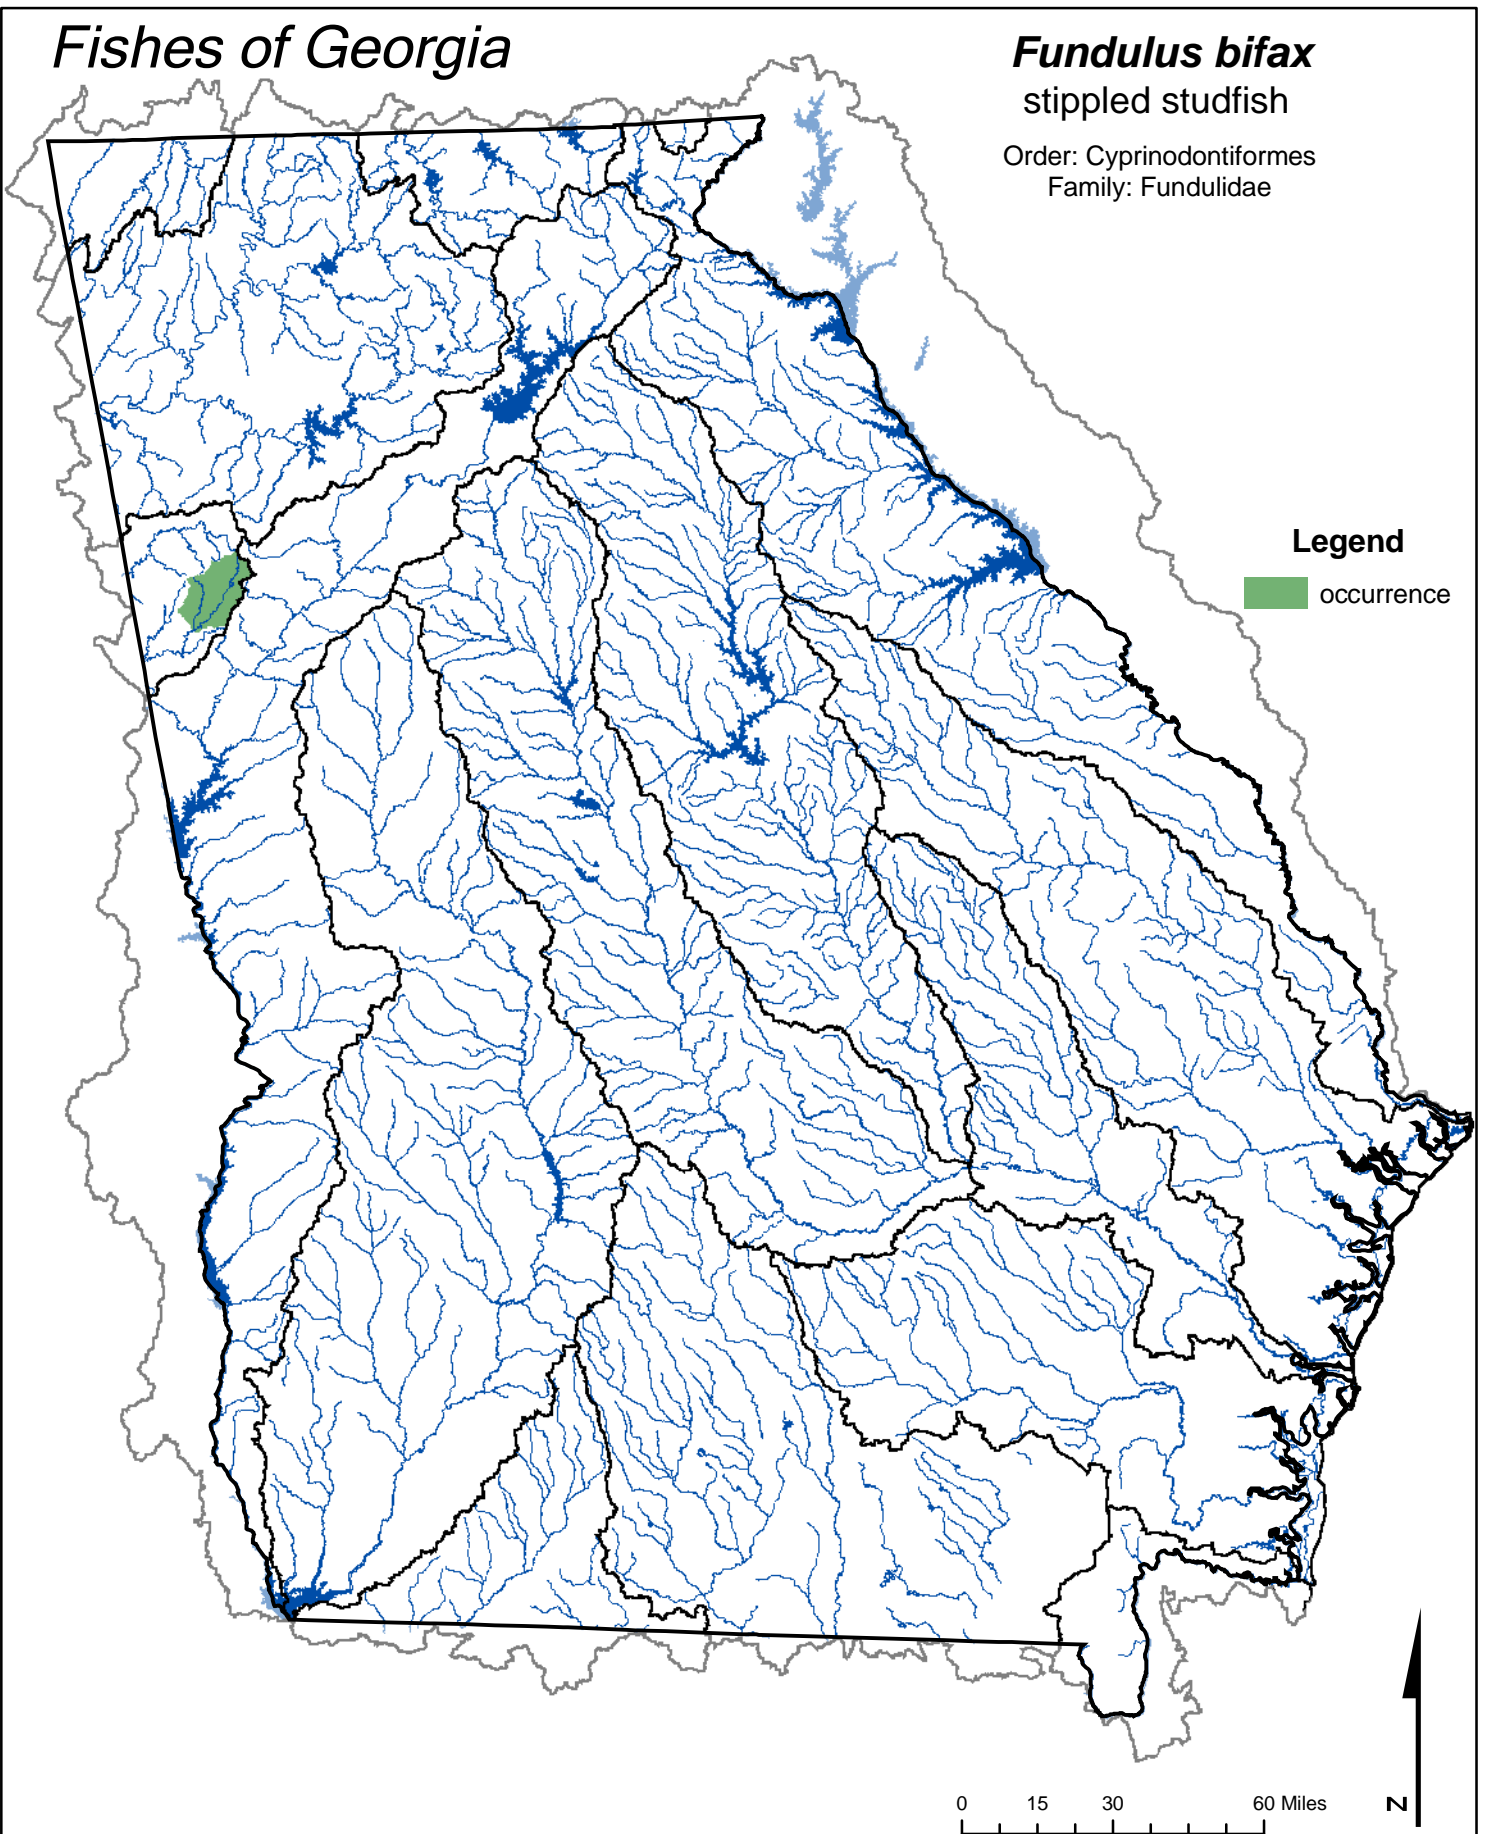 Fishes of Georgia
Fundulus bifax
stippled studfish
Order: Cyprinodontiformes
Family: Fundulidae
Legend
occurrence
0 15 30 60 Miles
N